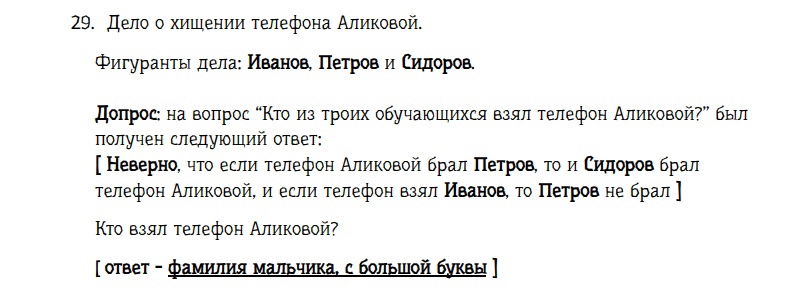 29. Дело о хищении телефона Аликовой.
Фигуранты дела: Иванов, Петров и Сидоров.
Допрос: на вопрос “Кто из троих обучающихся взял телефон Аликовой?” был
получен следующий ответ:
[ Неверно, что если телефон Аликовой брал Петров, то и Сидоров брал
телефон Аликовой, и если телефон взял Иванов, то Петров не брал ]
Кто взял телефон Аликовой?
[ ответ - фамилия мальчика, с большой буквы ]